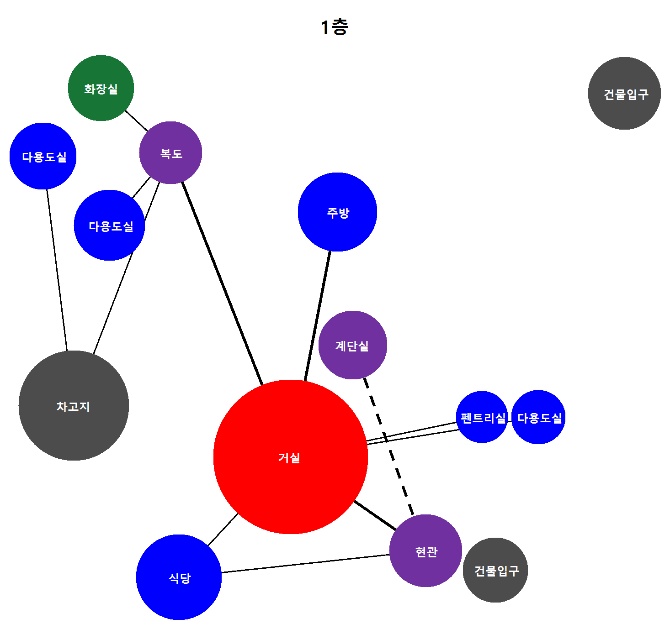 1층
화장실
건물입구
다용도실
복도
다용도실
주방
계단실
차고지
펜트리실
다용도실
거실
현관
건물입구
식당